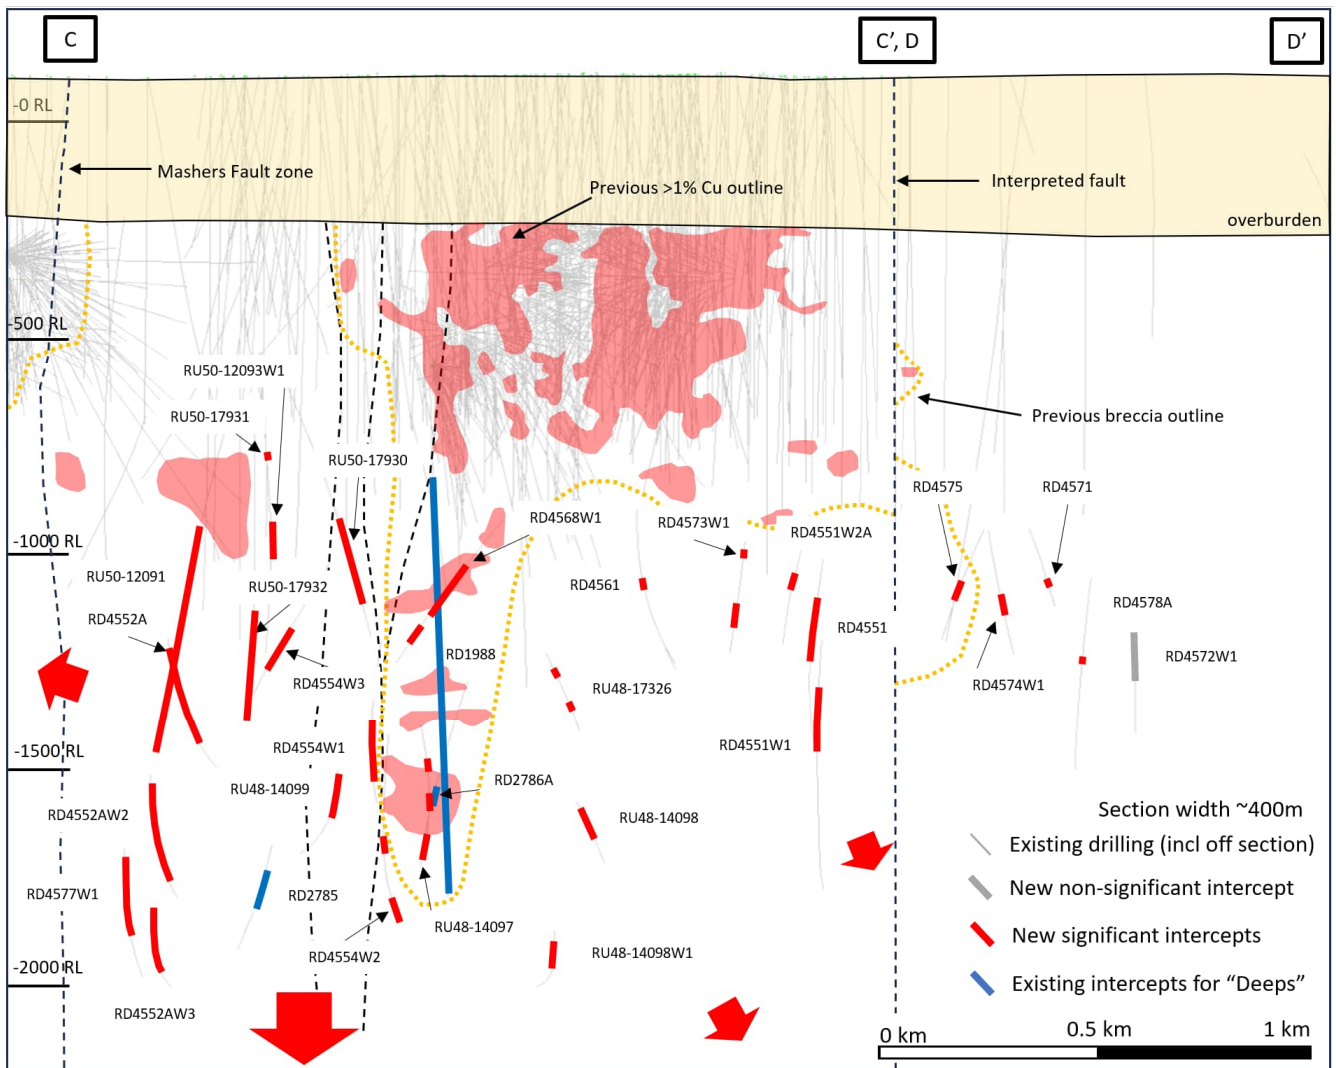 C
C’, D
D’
-0 RL
Mashers Fault zone
Previous >1% Cu outline
Interpreted fault
overburden
-500 RL
RU50-12093W1
RU50-17931
Previous breccia outline
RU50-17930
RD4575
RD4571
RD4568W1
RD4573W1
RD4551W2A
-1000 RL
RU50-12091
RU50-17932
RD4561
RD4578A
RD4552A
RD4551
RD1988
RD4572W1
RD4554W3
RU48-17326
RD4574W1
RD4554W1
RD4551W1
-1500 RL
RD2786A
RU48-14099
Section width ~400m
RD4552AW2
RU48-14098
Existing drilling (incl off section)
RD4577W1
RD2785
New non-significant intercept
RU48-14097
New significant intercepts
RD4554W2
RU48-14098W1
-2000 RL
Existing intercepts for “Deeps”
RD4552AW3
0 km
0.5 km
1 km